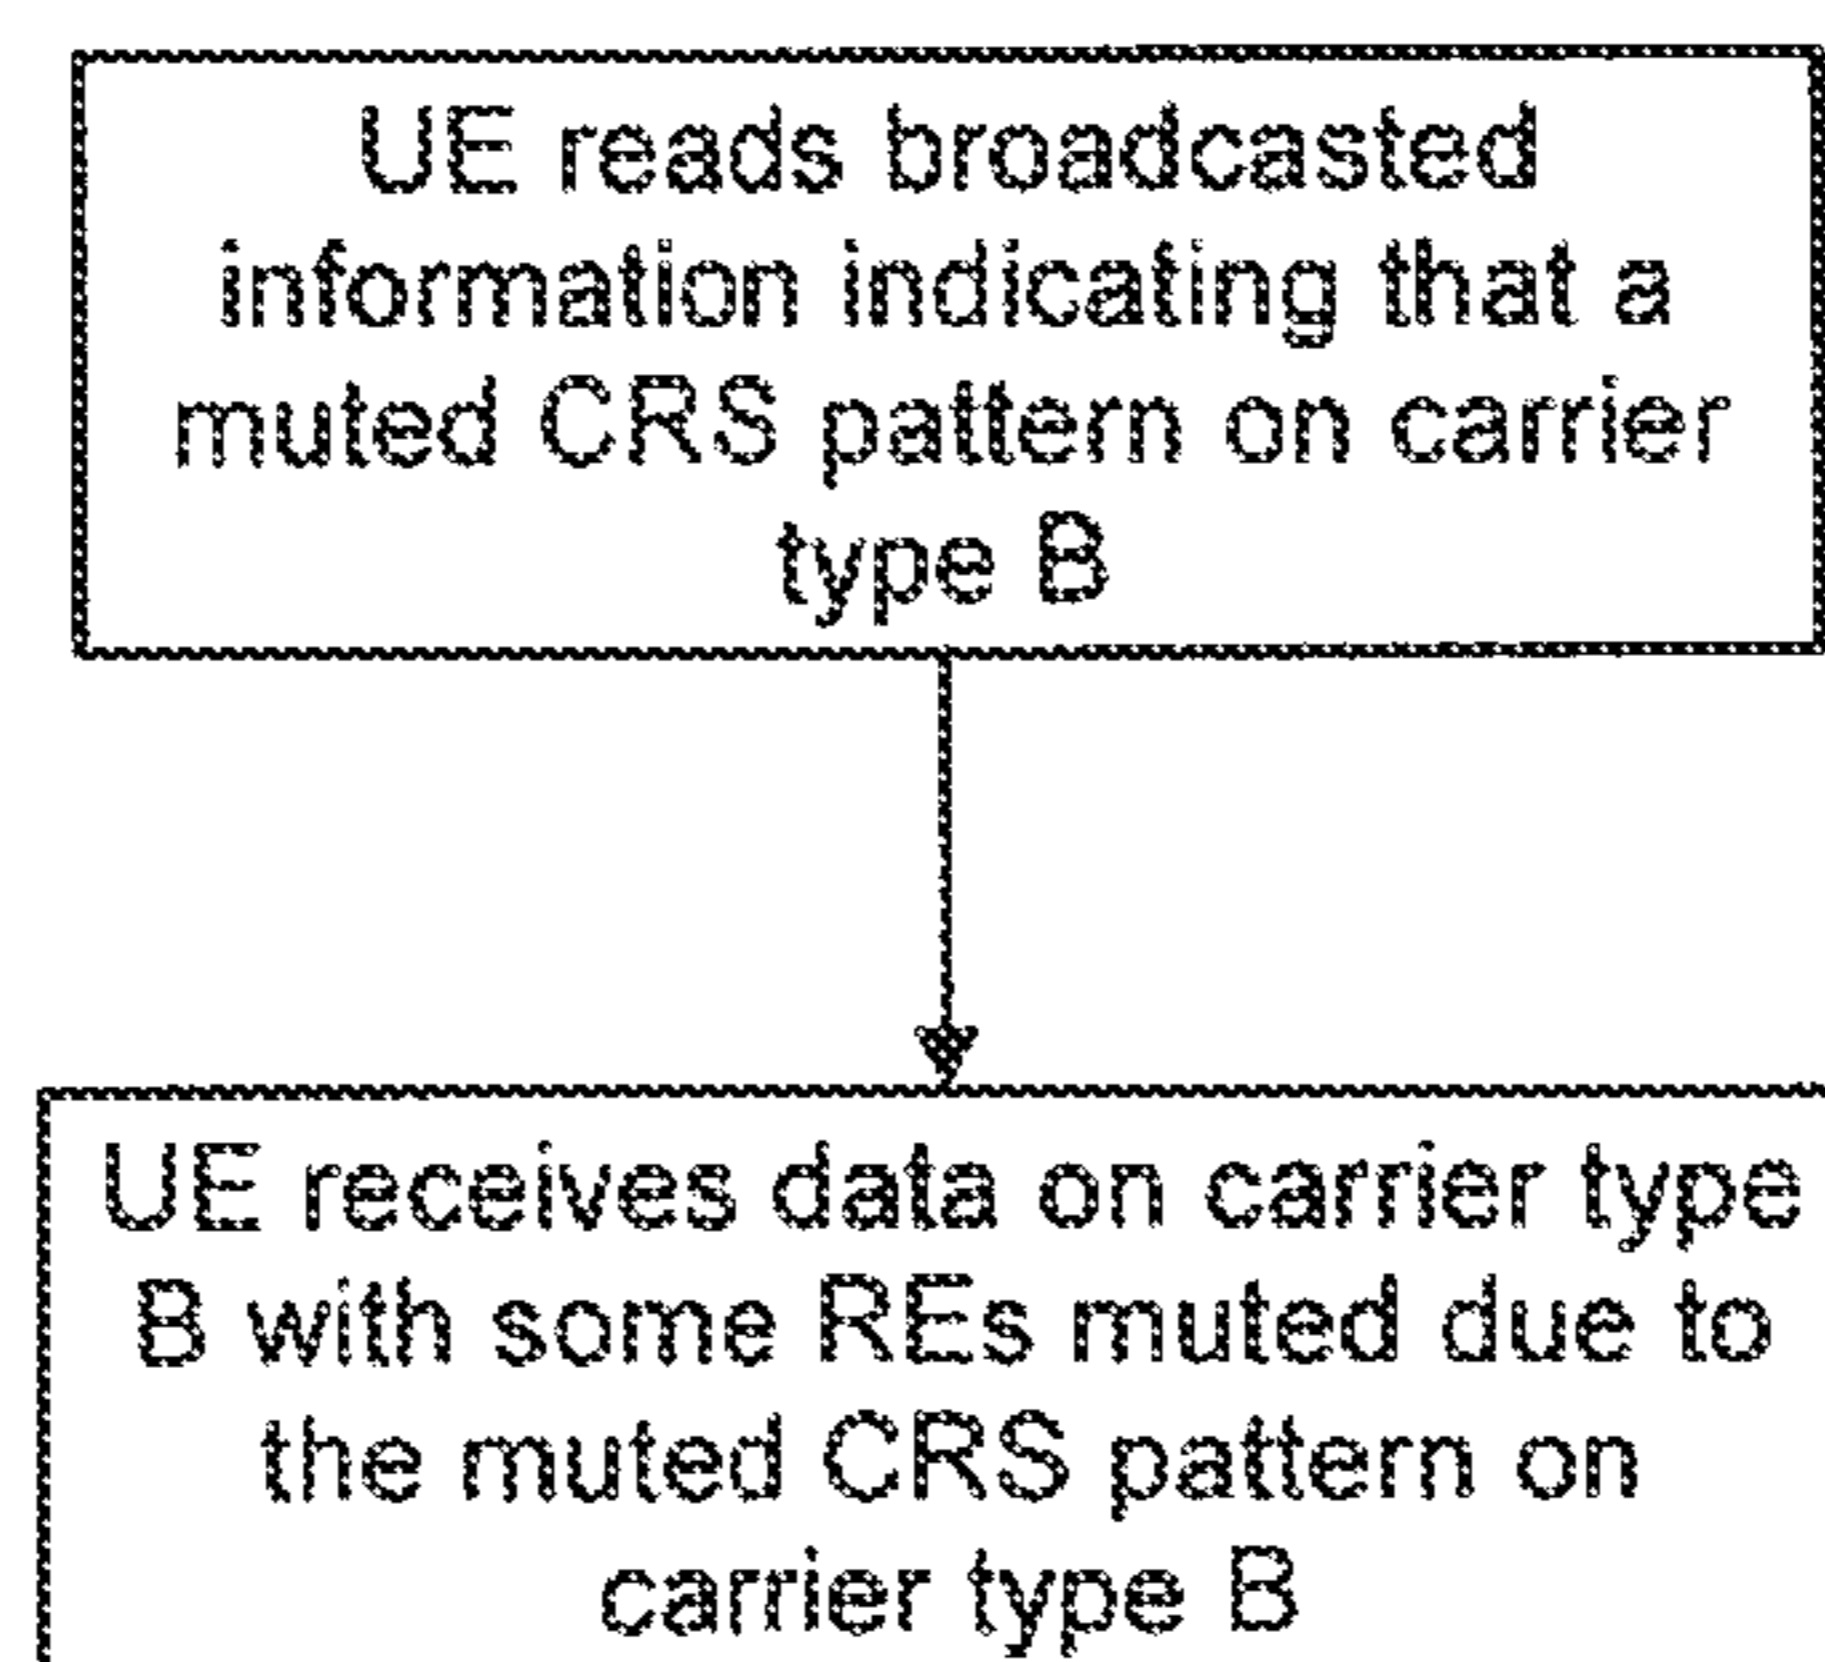 UE reads broadcasted
information indicating that a
muted CRS pattern on carrier
type B
UE receives data on carrier type
B with some REs muted due to
the muted CRS pattern on
carrier type B